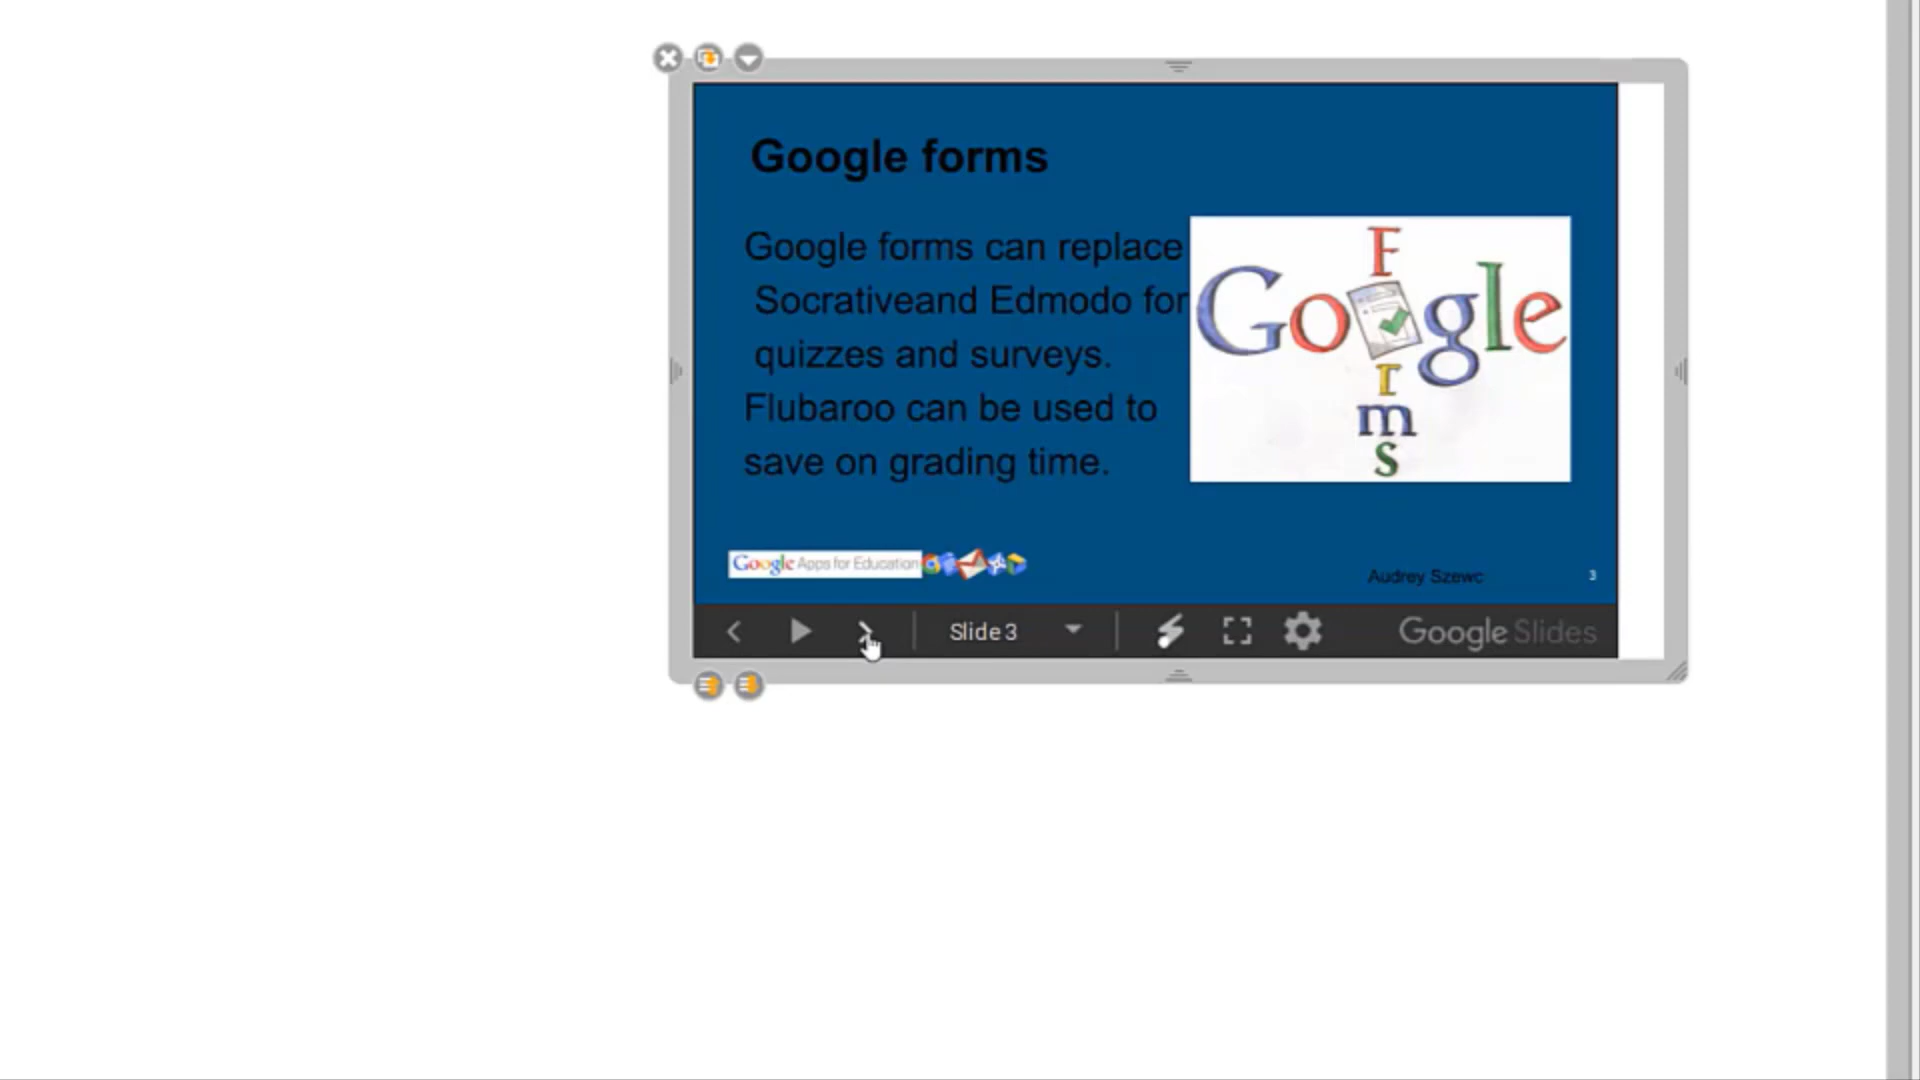 Google forms
Google forms can replace
Socrativeand Edmodo for
quizzes and surveys.
Flubaroo can be used to
save on grading time.
Google
F
r
m
s
Google Apps for Education
Audrey Szewc
3
Slide 3
Google Slides